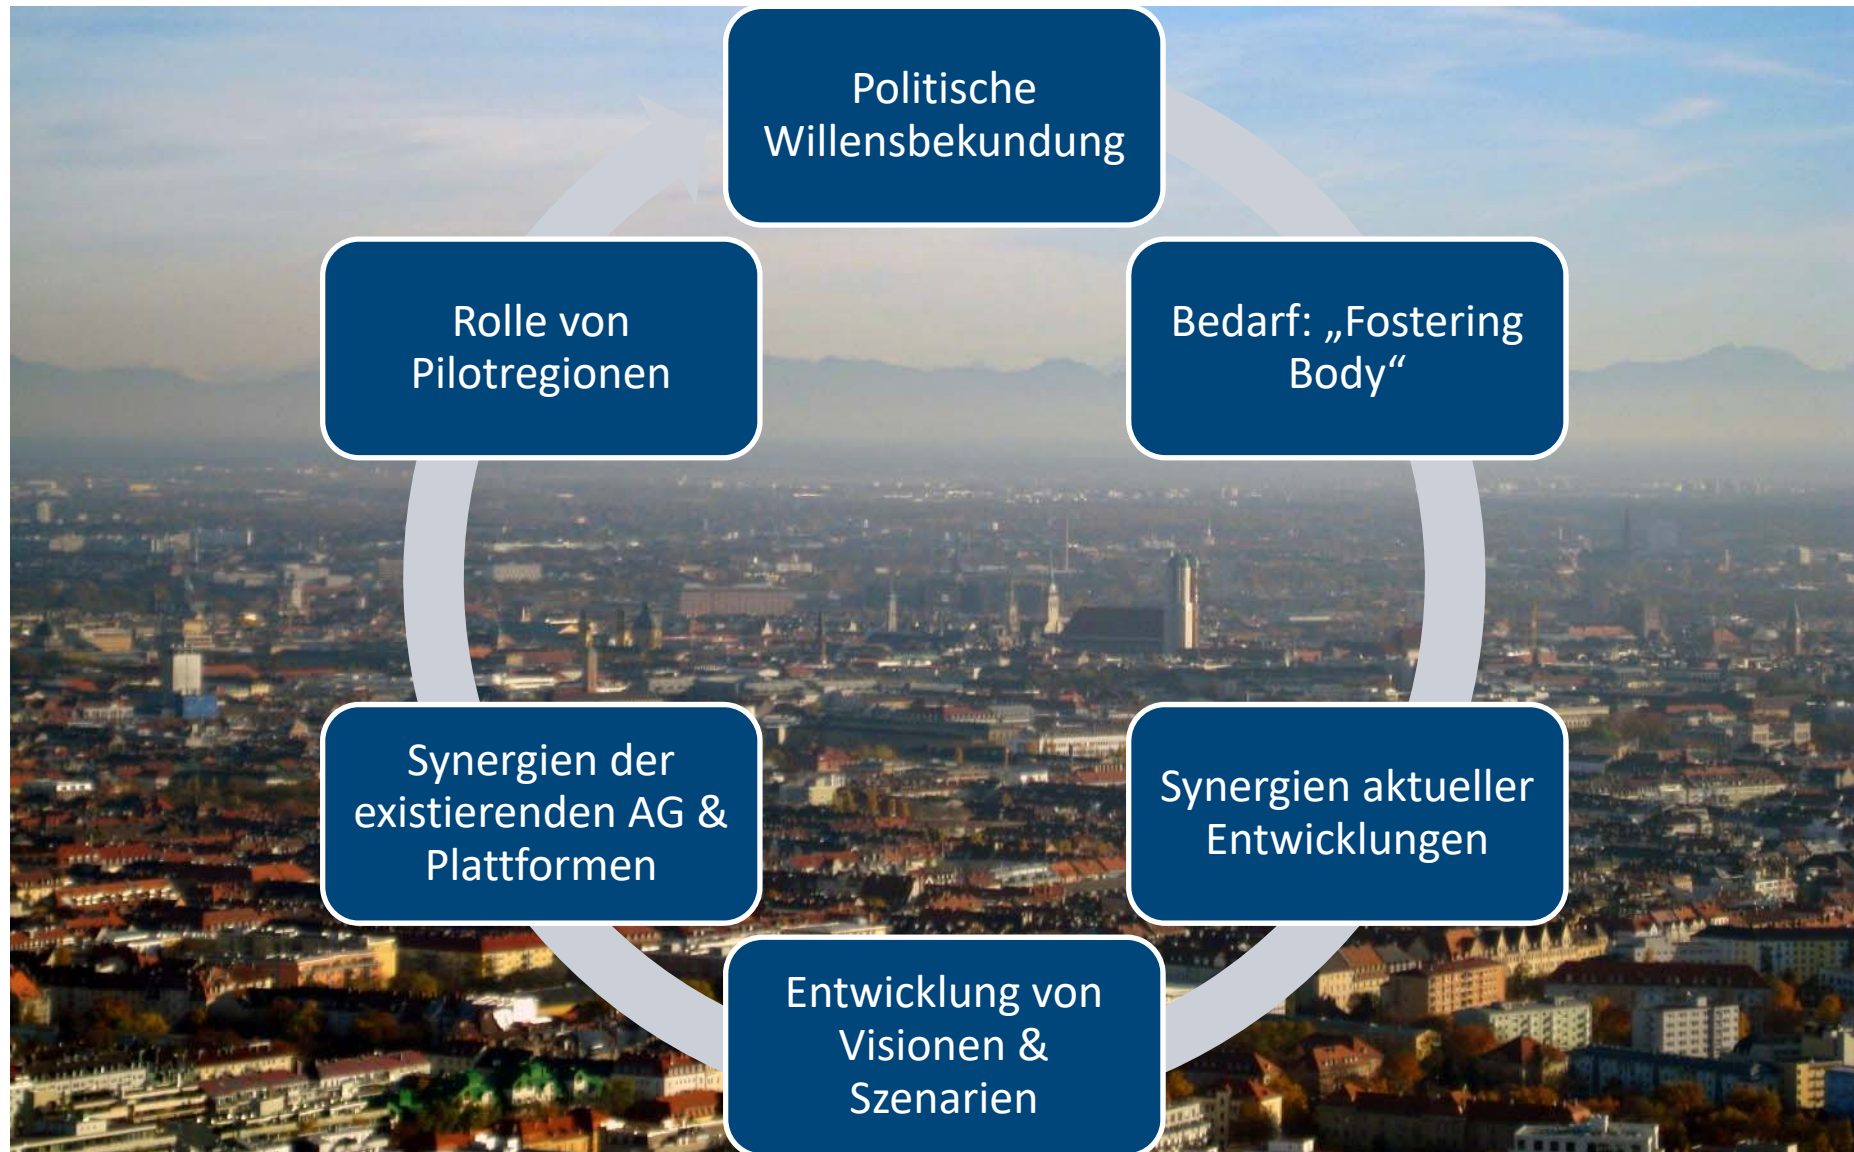 Politische
Willensbekundung
Bedarf: „Fostering
Body“
Synergien aktueller
Entwicklungen
Entwicklung von
Visionen &
Szenarien
Synergien der
existierenden AG &
Plattformen
Rolle von
Pilotregionen